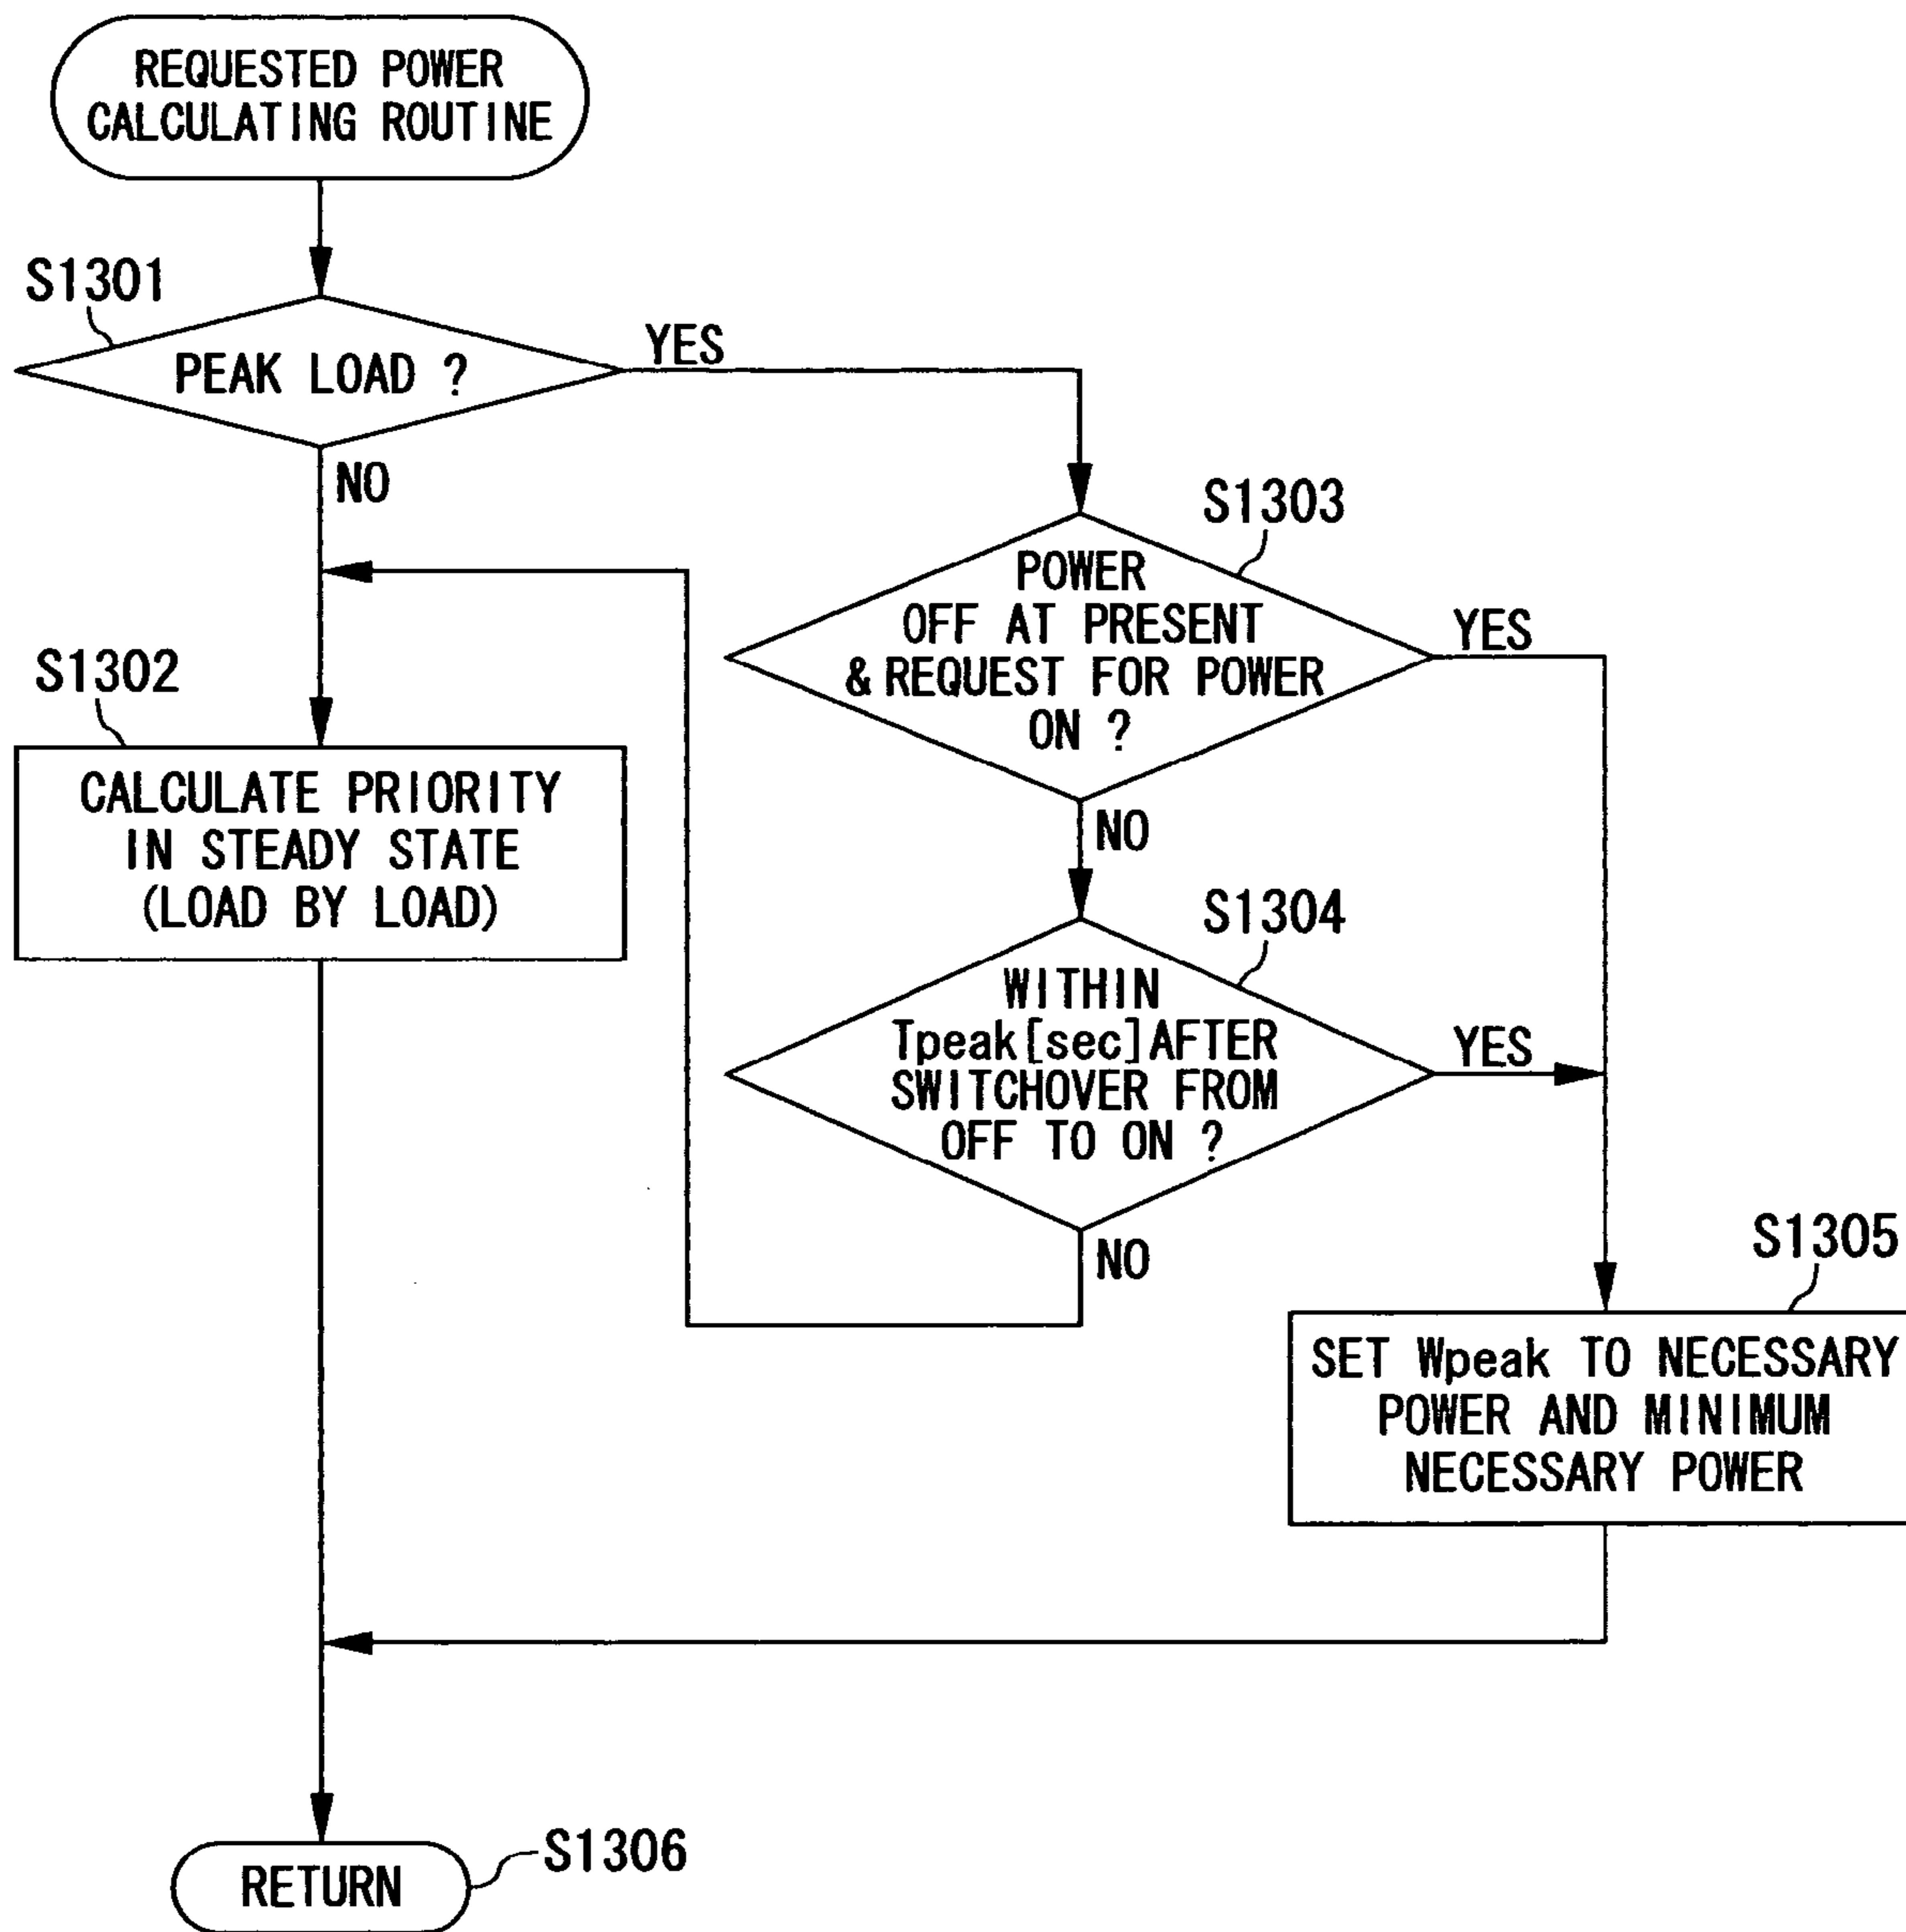 REQUESTED POWER
CALCULATING ROUTINE
S1301
PEAK LOAD ?
YES
NO
S1303
POWER
OFF AT PRESENT
& REQUEST FOR POWER
ON ?
YES
S1302
CALCULATE PRIORITY
IN STEADY STATE
(LOAD BY LOAD)
NO
S1304
WITHIN
Tpeak[sec]AFTER
SWITCHOVER FROM
OFF TO ON ?
YES
NO
S1305
SET Wpeak TO NECESSARY
POWER AND MINIMUM
NECESSARY POWER
RETURN
S1306